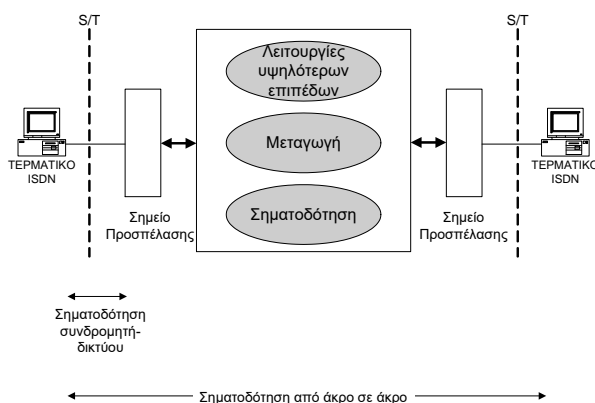 S/T
S/T
Λειτουργίες
υψηλότερων
επιπέδων
Μεταγωγή
Σηματοδότηση
ΤΕΡΜΑΤΙΚΟ
ISDN
ΤΕΡΜΑΤΙΚΟ
ISDN
Σημείο
Προσπέλασης
Σημείο
Προσπέλασης
Σηματοδότηση
συνδρομητή-
δικτύου
Σηματοδότηση από άκρο σε άκρο